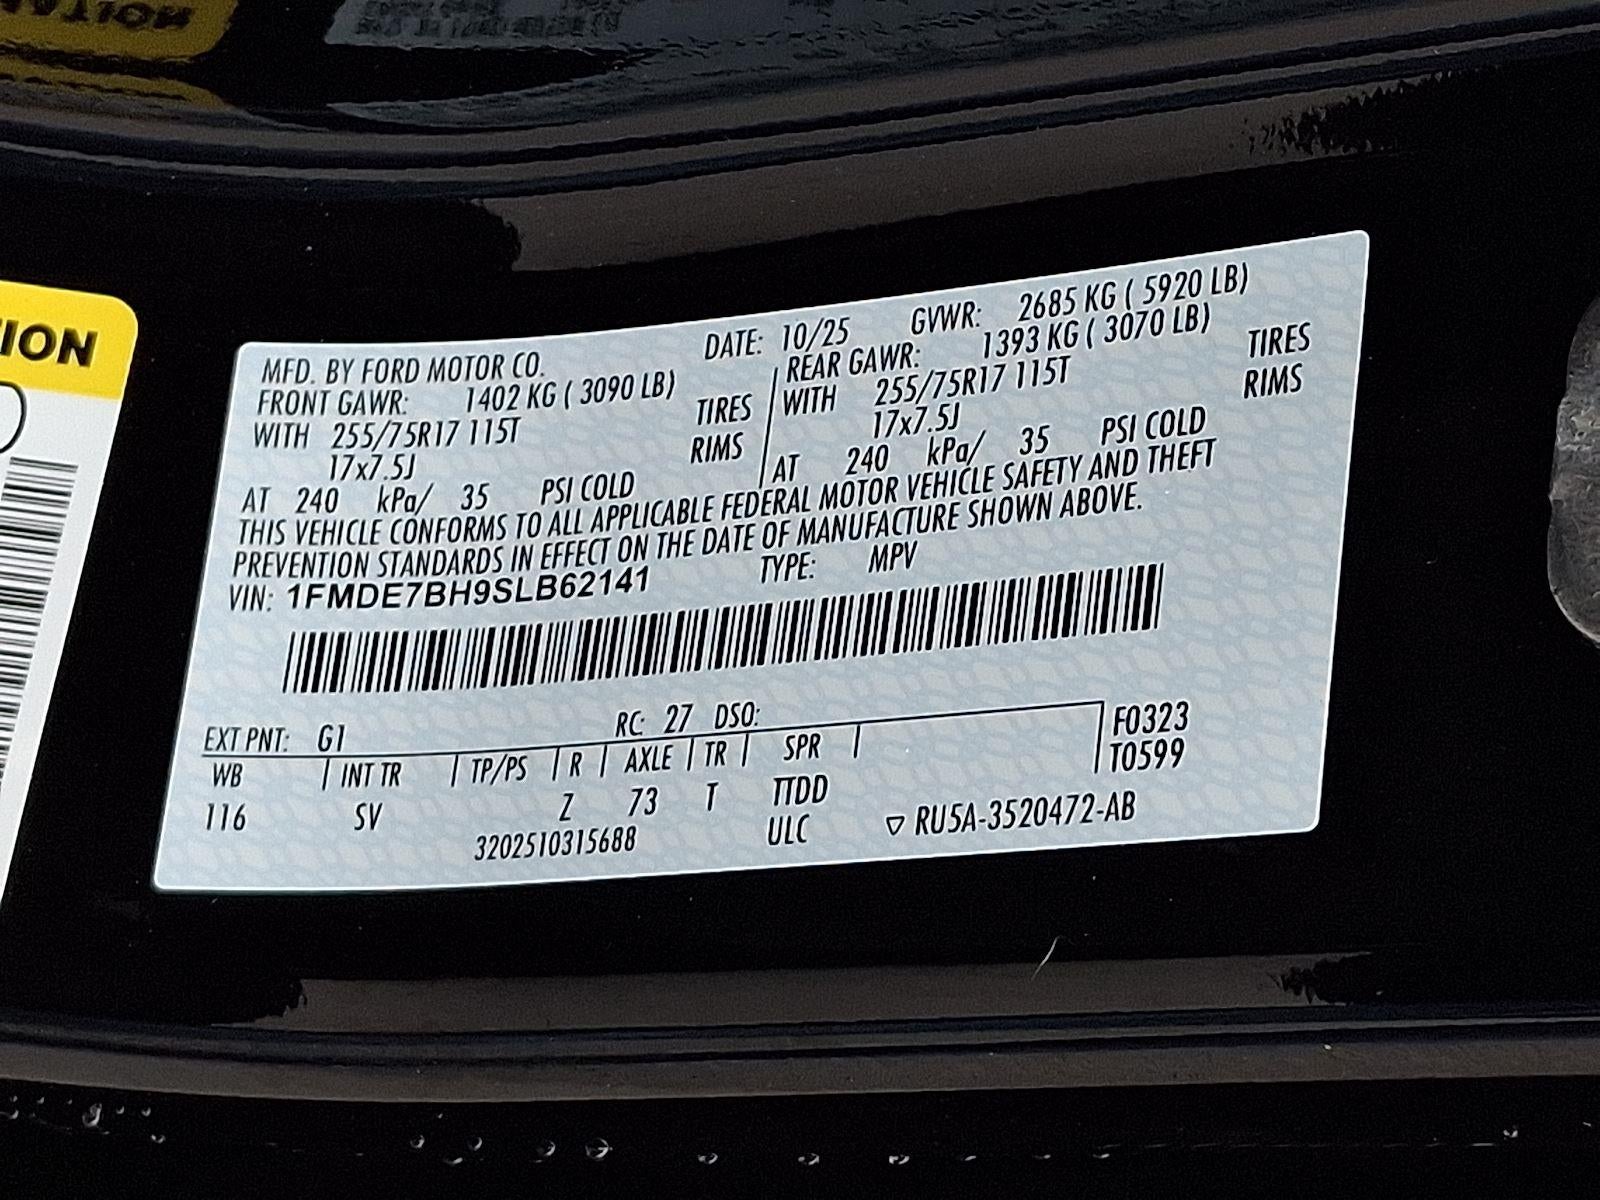 TION
MFD. BY FORD MOTOR CO. DATE: 10/25 GVWR: 2685 KG ( 5920 LB)
FRONT GAWR: 1402 KG ( 3090 LB) REAR GAWR: 1393 KG ( 3070 LB)
WITH 255/75R17 115T TIRES WITH 255/75R17 115T TIRES
17x7.5J RIMS 17x7.5J RIMS
AT 240 kPa/ 35 PSI COLD AT 240 kPa/ 35 PSI COLD
THIS VEHICLE CONFORMS TO ALL APPLICABLE FEDERAL MOTOR VEHICLE SAFETY AND THEFT
PREVENTION STANDARDS IN EFFECT ON THE DATE OF MANUFACTURE SHOWN ABOVE.
VIN: 1FMDE7BH9SLB62141 TYPE: MPV
EXT PNT: G1 RC: 27 DSO: F0323
WB INT TR TP/PS R AXLE TR SPR T0599
116 SV Z 73 T TTDD
3202510315688 ULC ▽ RU5A-3520472-AB